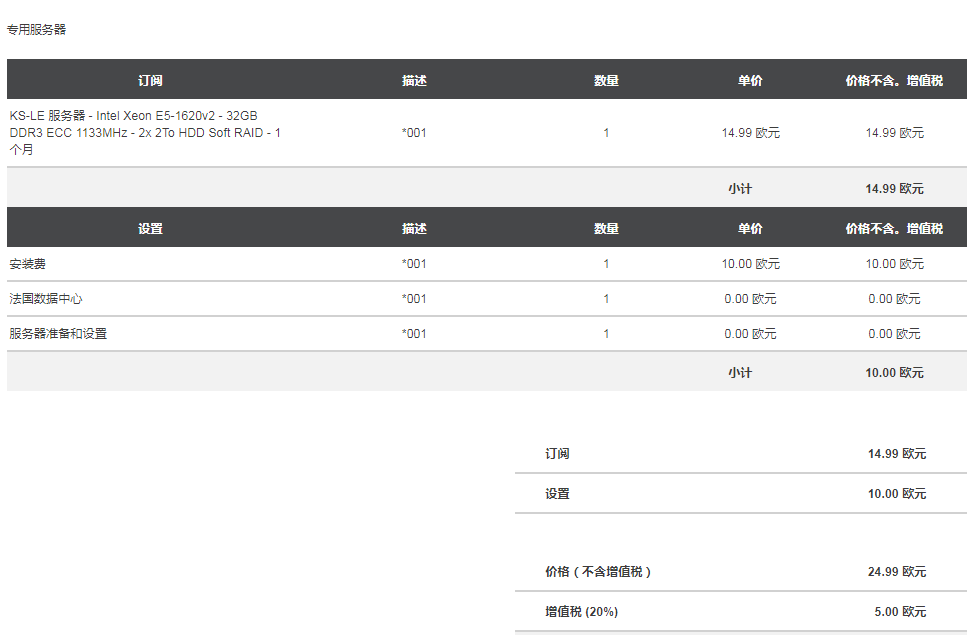 专用服务器
订阅 描述 数量 单价 价格不含。增值税
KS-LE 服务器 - Intel Xeon E5-1620v2 - 32GB
DDR3 ECC 1133MHz - 2x 2To HDD Soft RAID - 1
个月
*001 1 14.99 欧元 14.99 欧元
小计 14.99 欧元
设置 描述 数量 单价 价格不含。增值税
安装费 *001 1 10.00 欧元 10.00 欧元
法国数据中心 *001 1 0.00 欧元 0.00 欧元
服务器准备和设置 *001 1 0.00 欧元 0.00 欧元
小计 10.00 欧元
订阅 14.99 欧元
设置 10.00 欧元
价格（不含增值税） 24.99 欧元
增值税 (20%) 5.00 欧元